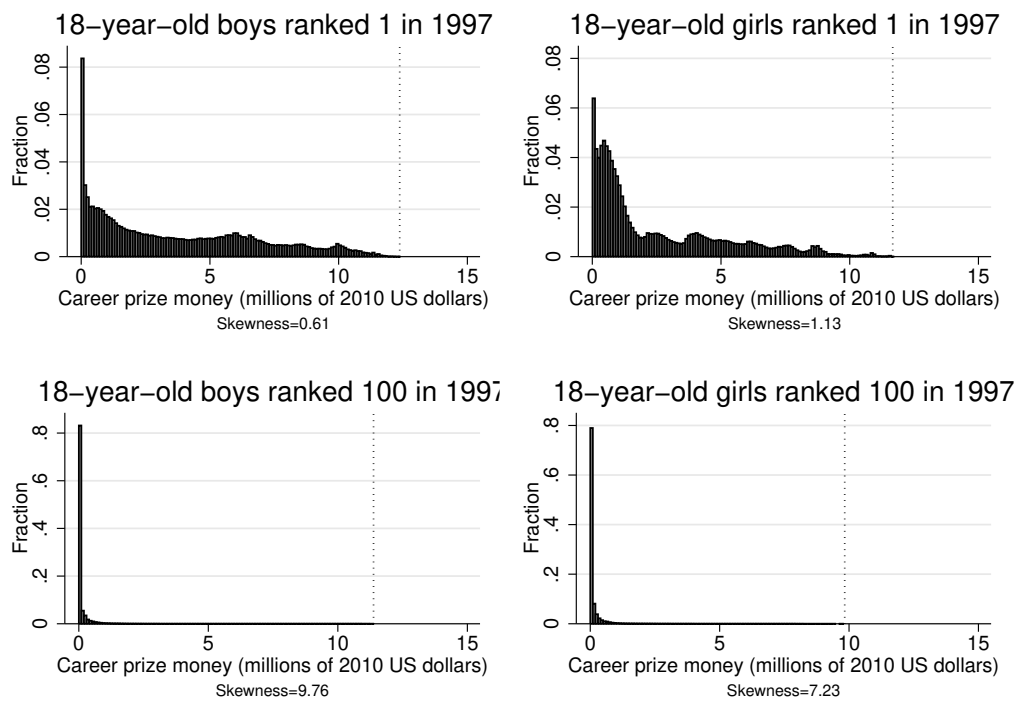 18−year−old boys ranked 1 in 1997
.08
.06
.04
.02
0
Fraction
0 5 10 15
Career prize money (millions of 2010 US dollars)
Skewness=0.61
18−year−old girls ranked 1 in 1997
.08
.06
.04
.02
0
Fraction
0 5 10 15
Career prize money (millions of 2010 US dollars)
Skewness=1.13
18−year−old boys ranked 100 in 1997
.8
.6
.4
.2
0
Fraction
0 5 10 15
Career prize money (millions of 2010 US dollars)
Skewness=9.76
18−year−old girls ranked 100 in 1997
.8
.6
.4
.2
0
Fraction
0 5 10 15
Career prize money (millions of 2010 US dollars)
Skewness=7.23